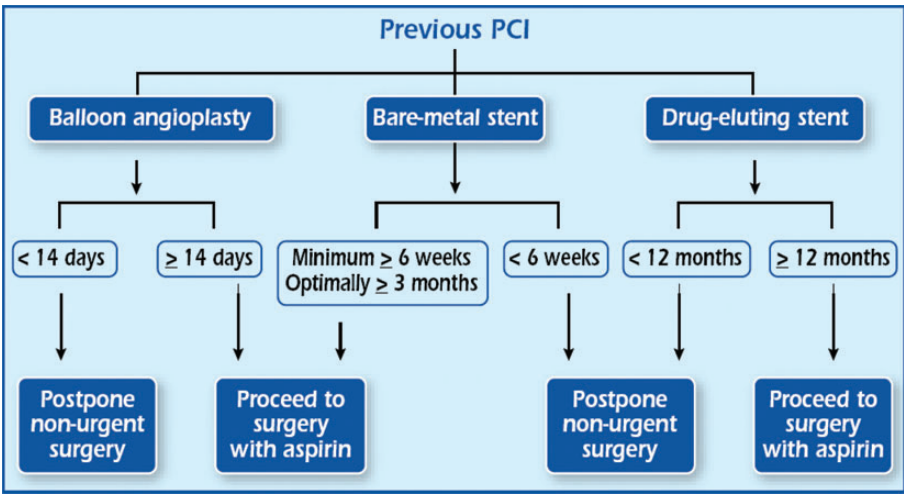 Previous PCI
Balloon angioplasty
Bare-metal stent
Drug-eluting stent
< 14 days
≥ 14 days
Minimum ≥ 6 weeks
Optimally ≥ 3 months
< 6 weeks
< 12 months
≥ 12 months
Postpone
non-urgent
surgery
Proceed to
surgery
with aspirin
Postpone
non-urgent
surgery
Proceed to
surgery
with aspirin